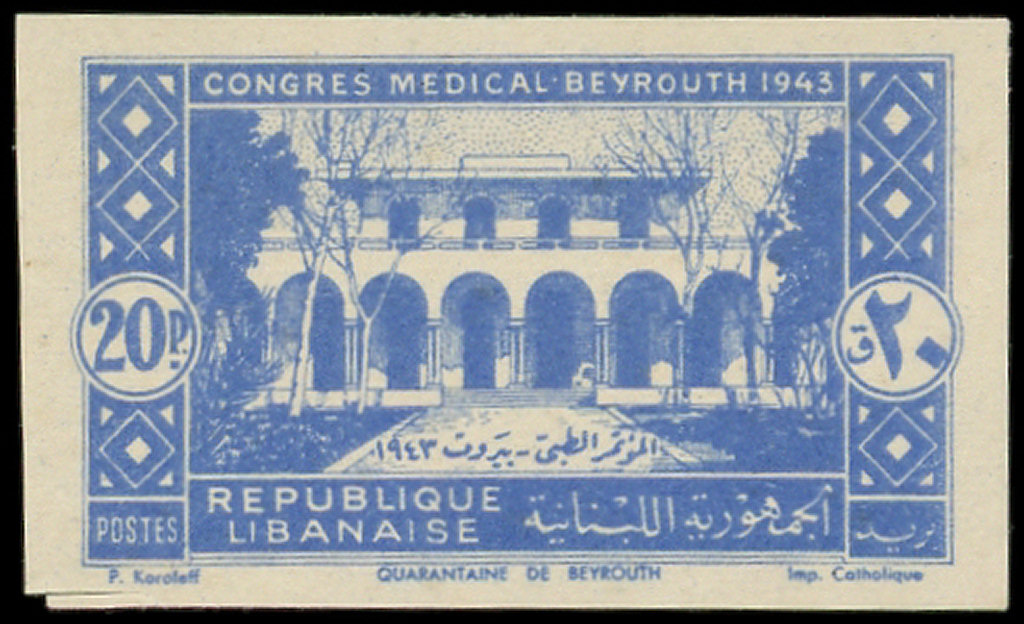 CONGRES MEDICAL · BEYROUTH 1943
20P.
٢٠ ق
المؤتمر الطبي - بيروت ١٩٤٣
REPUBLIQUE
LIBANAISE
الجمهورية اللبنانية
POSTES
بريد
P. Koroleff
QUARANTAINE DE BEYROUTH
Imp. Catholique